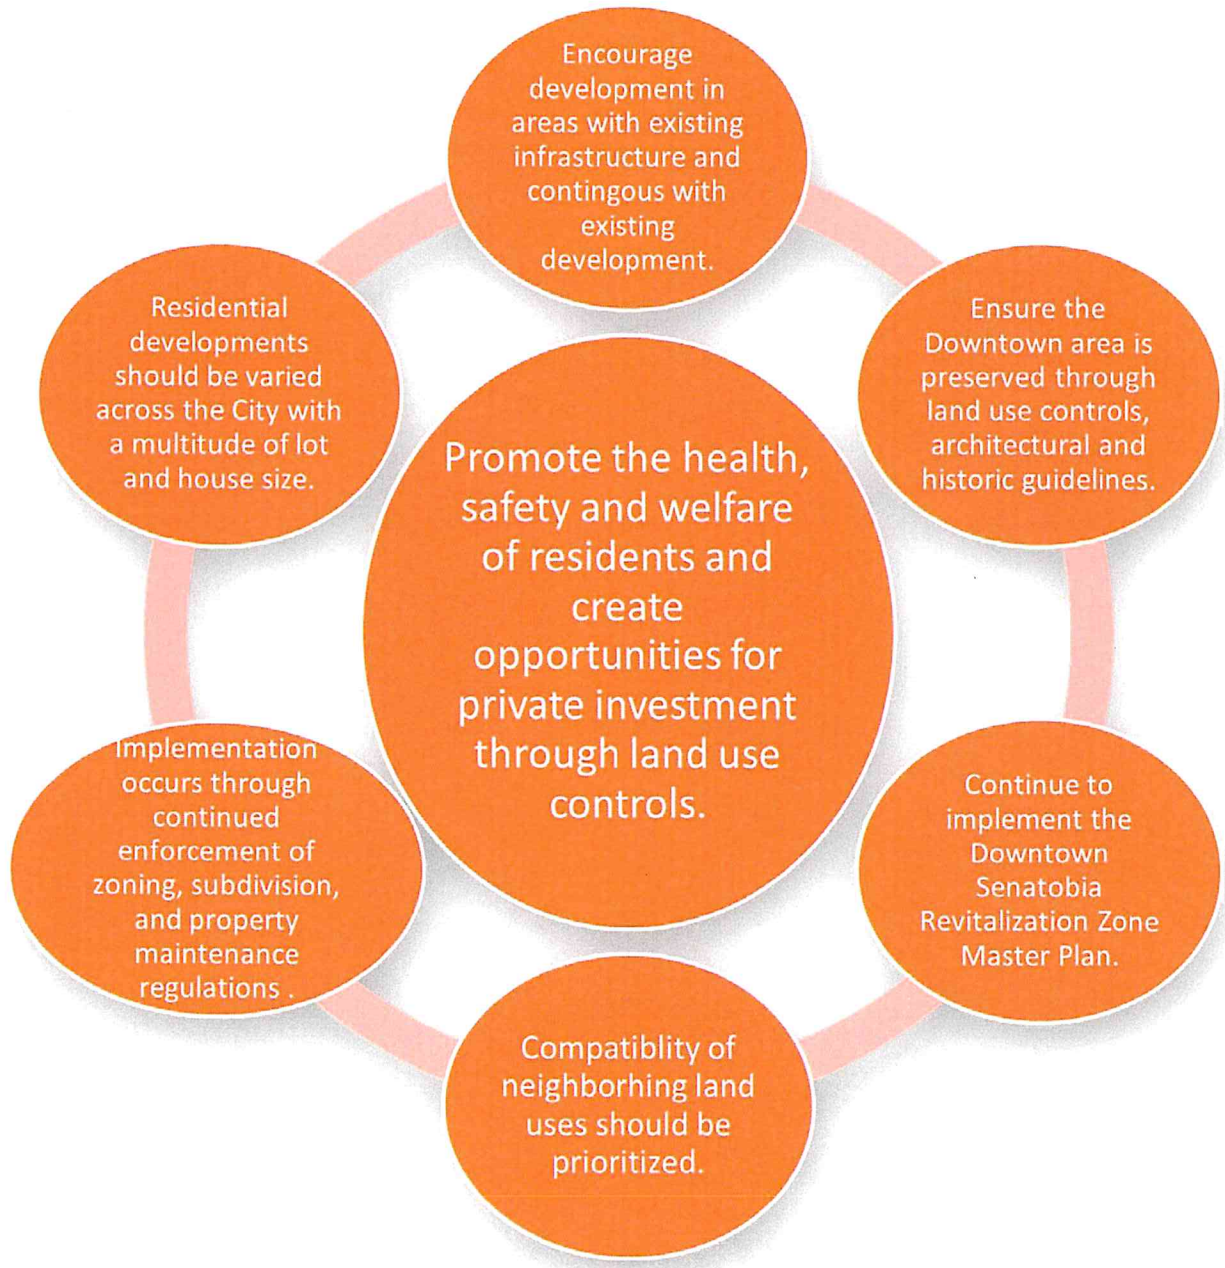 Encourage
development in
areas with existing
infrastructure and
contingous with
existing
development.
Ensure the
Downtown area is
preserved through
land use controls,
architectural and
historic guidelines.
Continue to
implement the
Downtown
Senatobia
Revitalization Zone
Master Plan.
Compatiblity of
neighborhing land
uses should be
prioritized.
Implementation
occurs through
continued
enforcement of
zoning, subdivision,
and property
maintenance
regulations .
Residential
developments
should be varied
across the City with
a multitude of lot
and house size.
Promote the health,
safety and welfare
of residents and
create
opportunities for
private investment
through land use
controls.